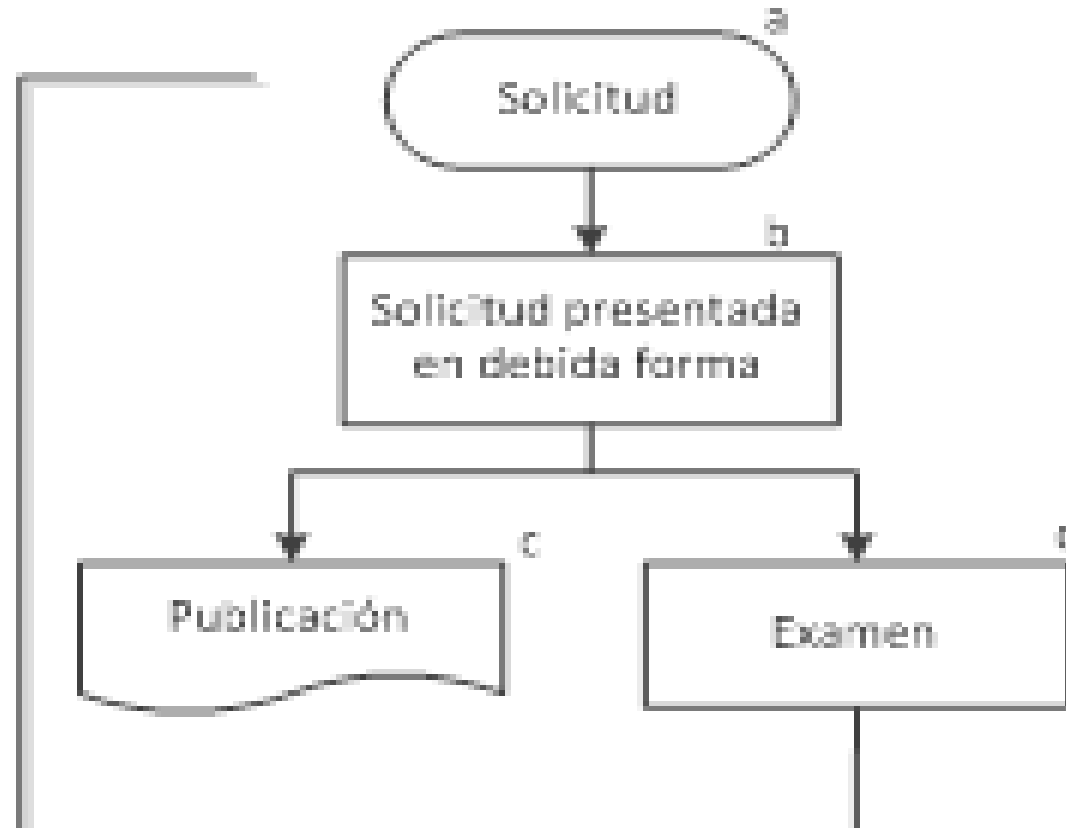 a
Solicitud
b
Solicitud presentada
en debida forma
c
Publicación
Examen